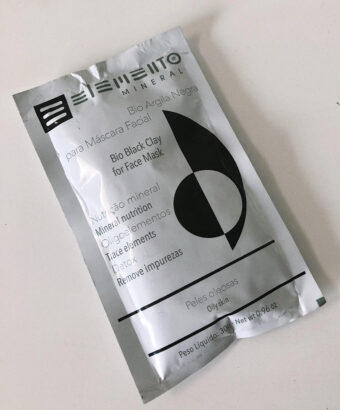 ELEMENTO
MINERAL
Bio Argila Negra
para Máscara Facial
Bio Black Clay
for Face Mask
Nutrição mineral
Mineral nutrition
Oligoelementos
Trace elements
Detox
Remove impurezas
Peles oleosas
Oily skin
Peso Líquido: 30g Net wt 0.96 oz